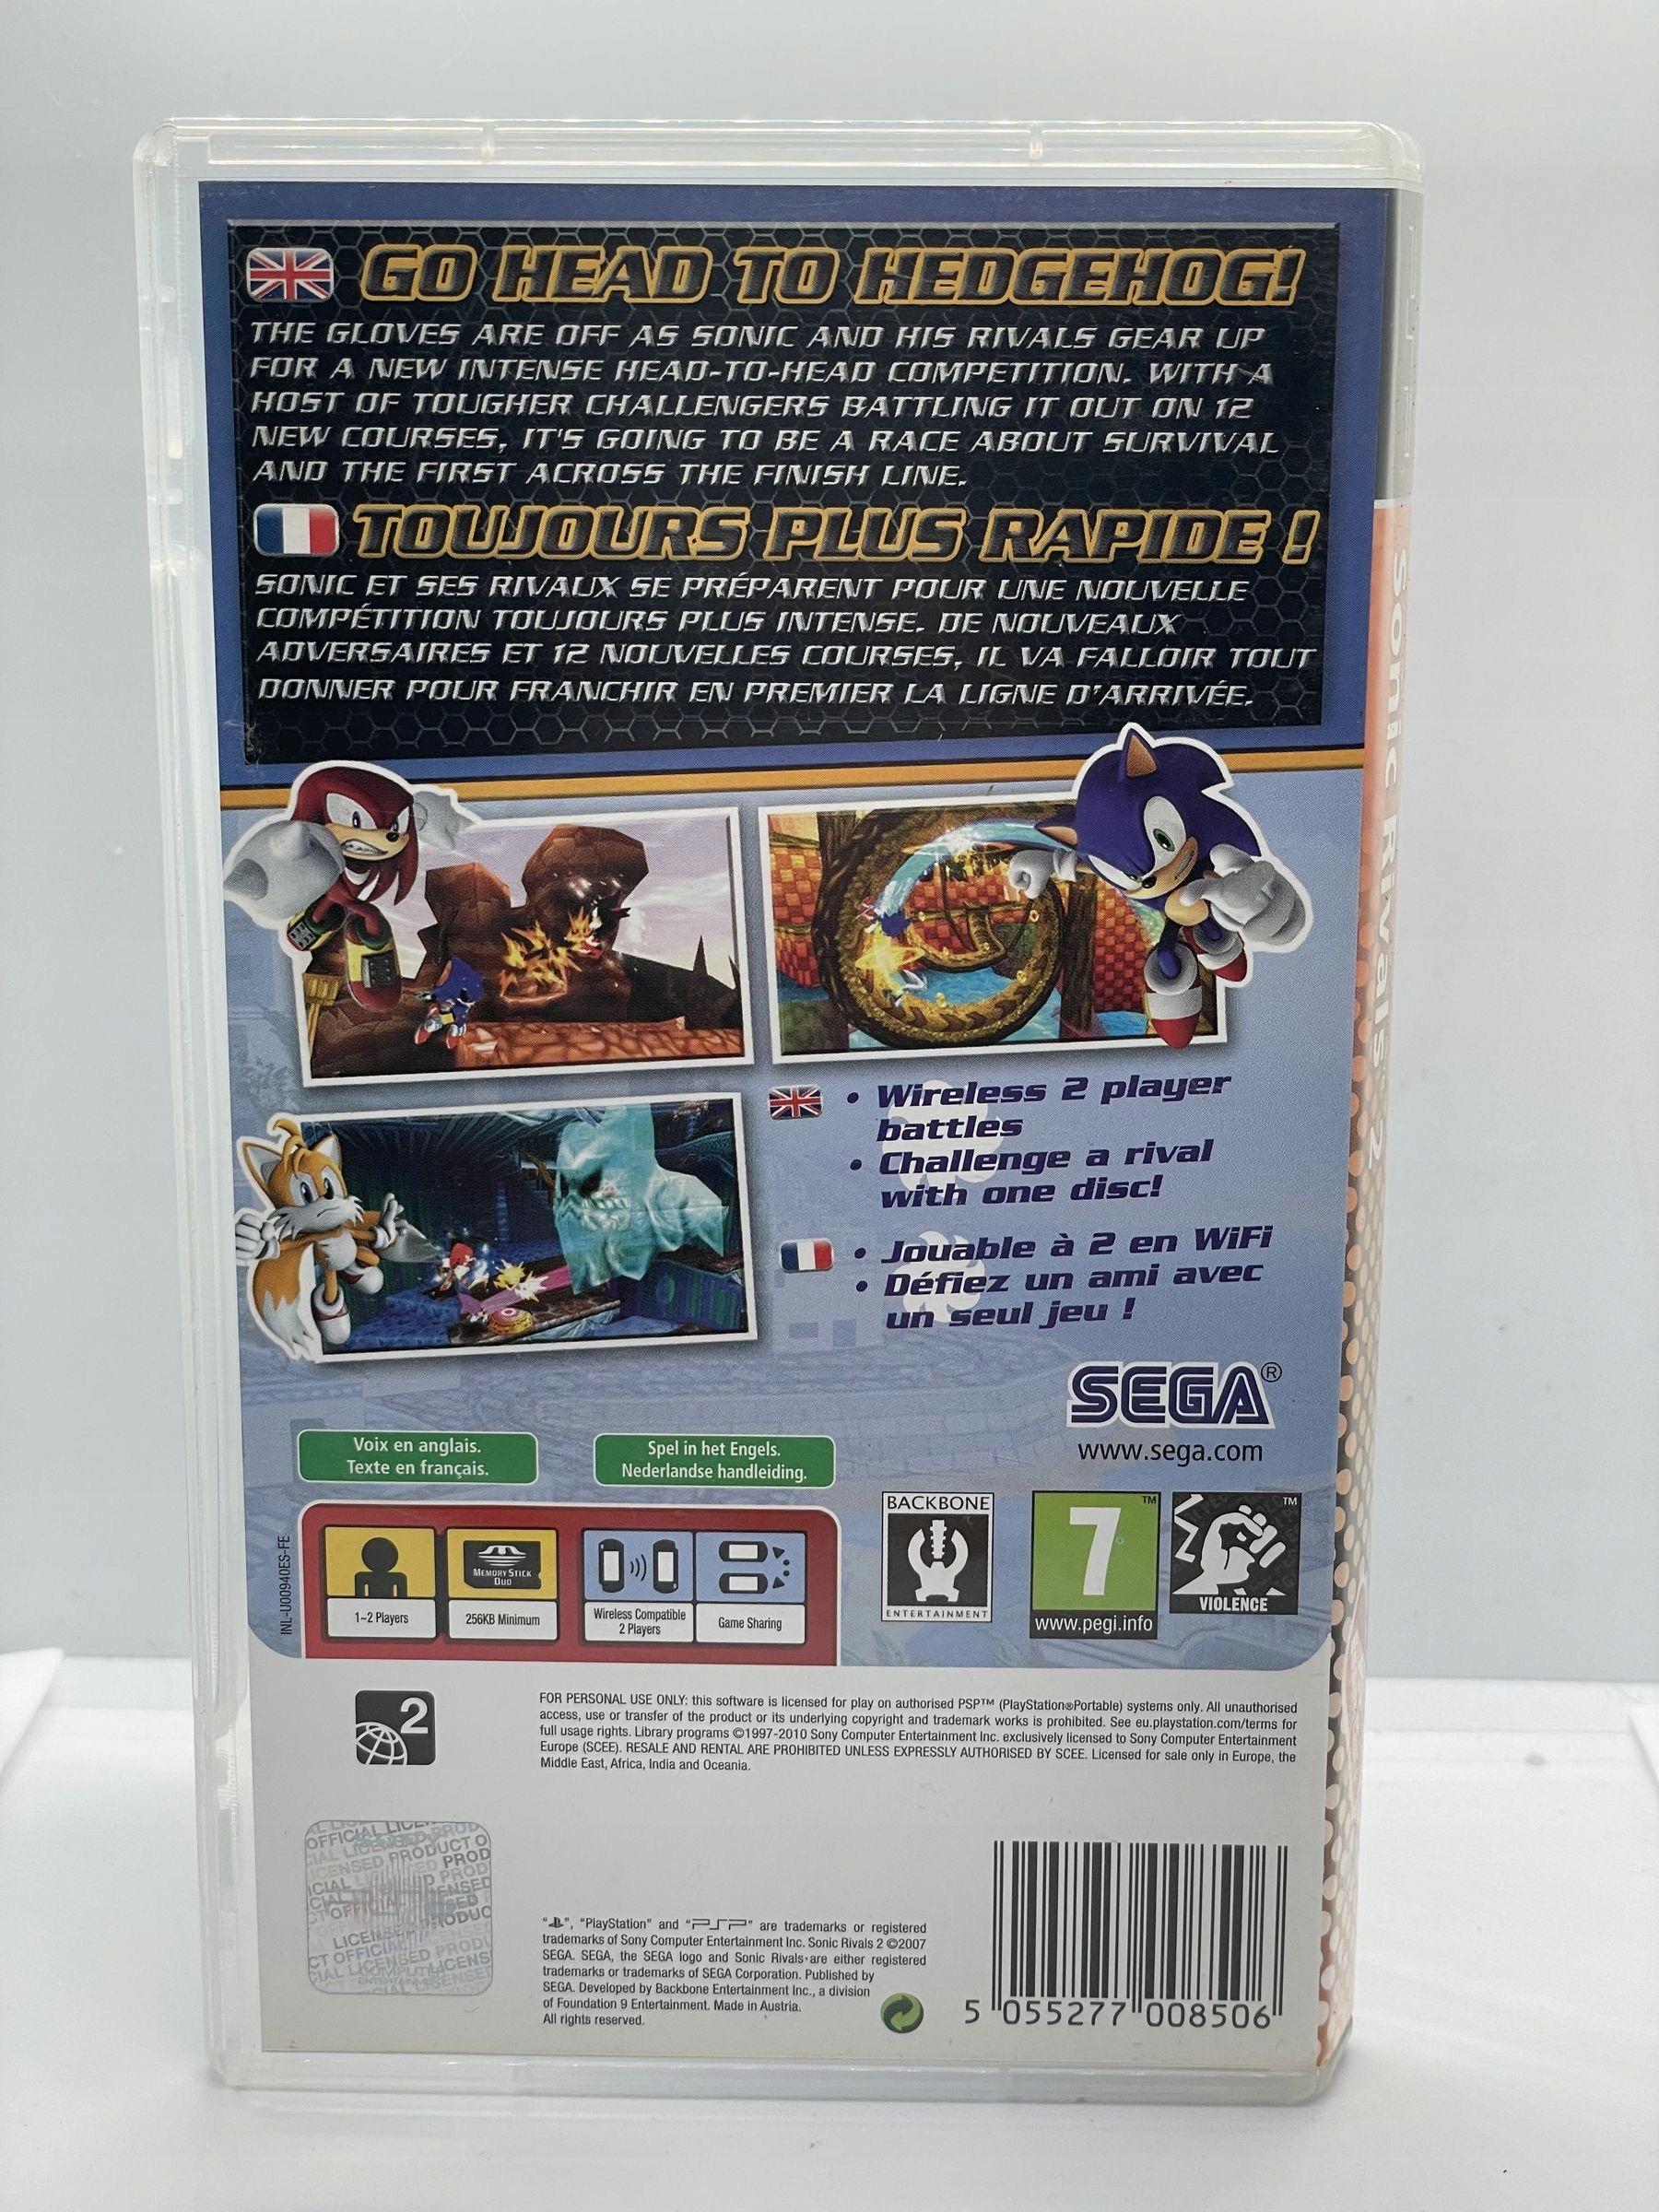 GO HEAD TO HEDGEHOG!
THE GLOVES ARE OFF AS SONIC AND HIS RIVALS GEAR UP
FOR A NEW INTENSE HEAD-TO-HEAD COMPETITION. WITH A
HOST OF TOUGHER CHALLENGERS BATTLING IT OUT ON 12
NEW COURSES, IT'S GOING TO BE A RACE ABOUT SURVIVAL
AND THE FIRST ACROSS THE FINISH LINE.
TOUJOURS PLUS RAPIDE !
SONIC ET SES RIVAUX SE PRÉPARENT POUR UNE NOUVELLE
COMPÉTITION TOUJOURS PLUS INTENSE. DE NOUVEAUX
ADVERSAIRES ET 12 NOUVELLES COURSES, IL VA FALLOIR TOUT
DONNER POUR FRANCHIR EN PREMIER LA LIGNE D'ARRIVÉE.
Sonic Rivals 2
• Wireless 2 player
battles
• Challenge a rival
with one disc!
• Jouable à 2 en WiFi
• Défiez un ami avec
un seul jeu !
SEGA®
www.sega.com
Voix en anglais.
Texte en français.
Spel in het Engels.
Nederlandse handleiding.
INL-U00940ES-FE
1~2 Players
MEMORY STICK
DUO
256KB Minimum
Wireless Compatible
2 Players
Game Sharing
BACKBONE
ENTERTAINMENT
7 ™
www.pegi.info
™
VIOLENCE
2
FOR PERSONAL USE ONLY: this software is licensed for play on authorised PSP™ (PlayStation®Portable) systems only. All unauthorised
access, use or transfer of the product or its underlying copyright and trademark works is prohibited. See eu.playstation.com/terms for
full usage rights. Library programs ©1997-2010 Sony Computer Entertainment Inc. exclusively licensed to Sony Computer Entertainment
Europe (SCEE). RESALE AND RENTAL ARE PROHIBITED UNLESS EXPRESSLY AUTHORISED BY SCEE. Licensed for sale only in Europe, the
Middle East, Africa, India and Oceania.
OFFICIAL
LICENSED PRODUCT
"PS", "PlayStation" and "PSP" are trademarks or registered
trademarks of Sony Computer Entertainment Inc. Sonic Rivals 2 ©2007
SEGA. SEGA, the SEGA logo and Sonic Rivals are either registered
trademarks or trademarks of SEGA Corporation. Published by
SEGA. Developed by Backbone Entertainment Inc., a division
of Foundation 9 Entertainment. Made in Austria.
All rights reserved.
5 055277 008506